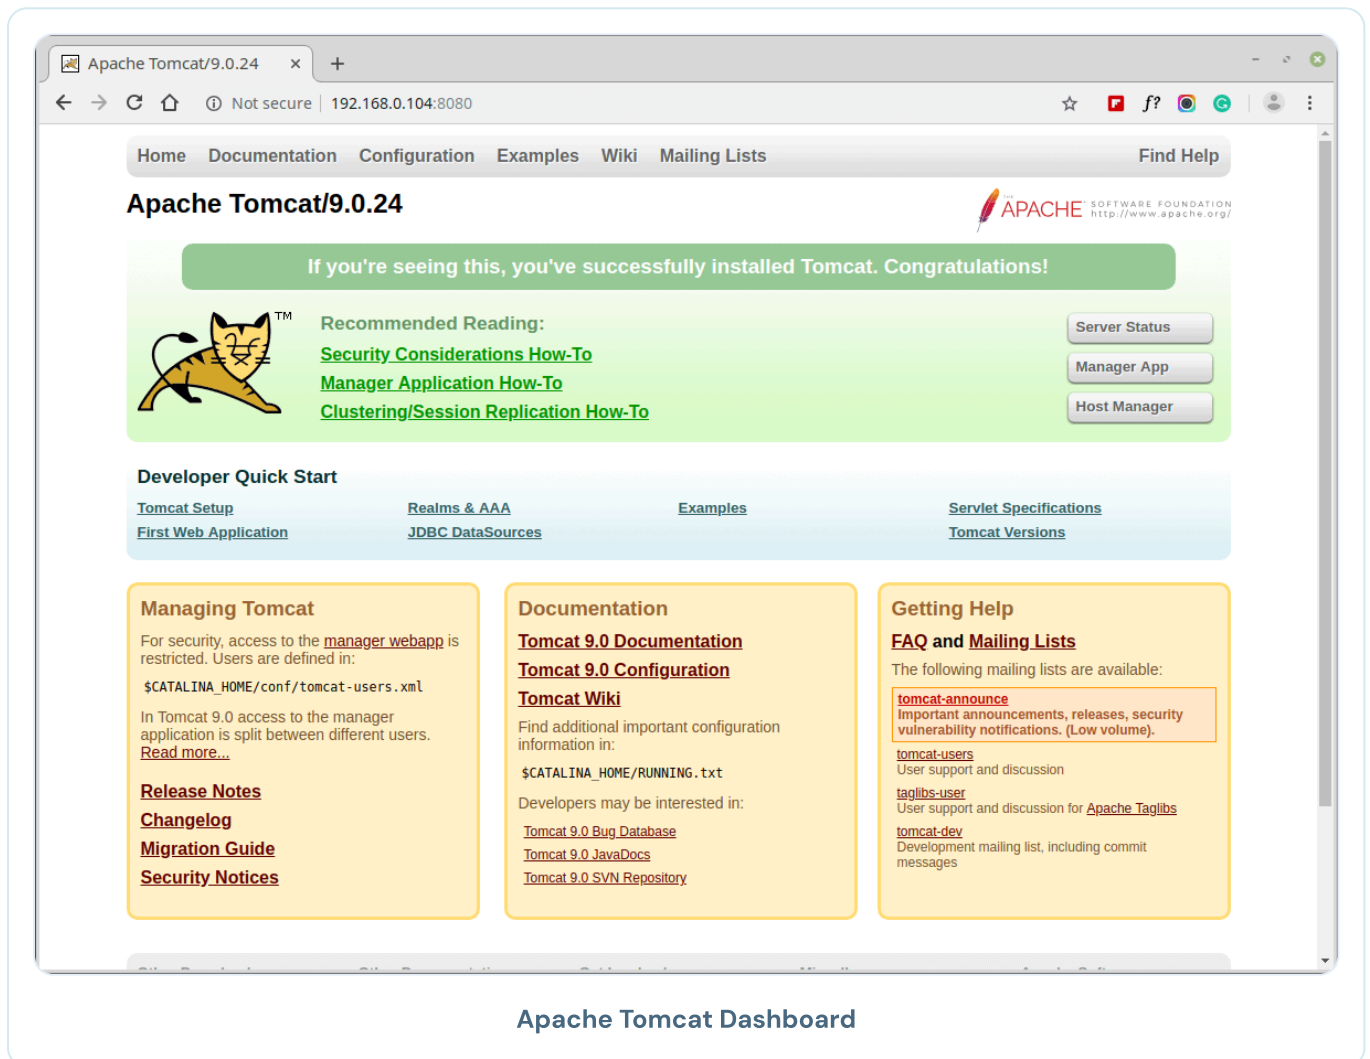 Apache Tomcat/9.0.24
Not secure 192.168.0.104:8080 f?
Home Documentation Configuration Examples Wiki Mailing Lists Find Help
Apache Tomcat/9.0.24
THE APACHE SOFTWARE FOUNDATION
http://www.apache.org/
If you're seeing this, you've successfully installed Tomcat. Congratulations!
TM
Recommended Reading:
Security Considerations How-To
Manager Application How-To
Clustering/Session Replication How-To
Server Status
Manager App
Host Manager
Developer Quick Start
Tomcat Setup
First Web Application
Realms & AAA
JDBC DataSources
Examples
Servlet Specifications
Tomcat Versions
Managing Tomcat
For security, access to the manager webapp is
restricted. Users are defined in:
$CATALINA_HOME/conf/tomcat-users.xml
In Tomcat 9.0 access to the manager
application is split between different users.
Read more...
Release Notes
Changelog
Migration Guide
Security Notices
Documentation
Tomcat 9.0 Documentation
Tomcat 9.0 Configuration
Tomcat Wiki
Find additional important configuration
information in:
$CATALINA_HOME/RUNNING.txt
Developers may be interested in:
Tomcat 9.0 Bug Database
Tomcat 9.0 JavaDocs
Tomcat 9.0 SVN Repository
Getting Help
FAQ and Mailing Lists
The following mailing lists are available:
tomcat-announce
Important announcements, releases, security
vulnerability notifications. (Low volume).
tomcat-users
User support and discussion
taglibs-user
User support and discussion for Apache Taglibs
tomcat-dev
Development mailing list, including commit
messages
Apache Tomcat Dashboard